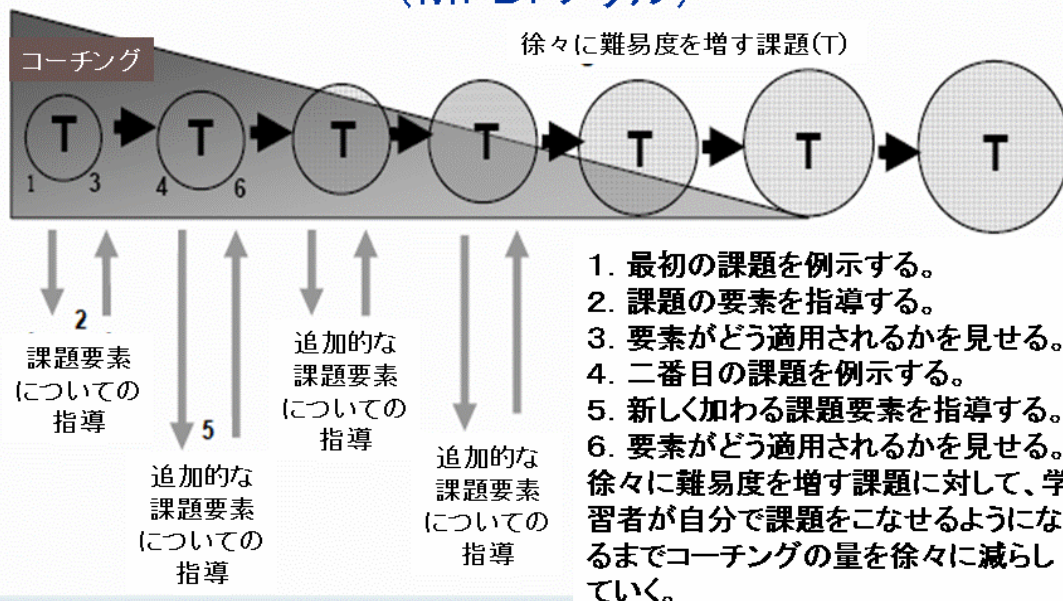 徐々に難易度を増す課題(T)
コーチング
T T T T T T T
1 3 4 6
2
課題要素
についての
指導
5
追加的な
課題要素
についての
指導
追加的な
課題要素
についての
指導
追加的な
課題要素
についての
指導
1. 最初の課題を例示する。
2. 課題の要素を指導する。
3. 要素がどう適用されるかを見せる。
4. 二番目の課題を例示する。
5. 新しく加わる課題要素を指導する。
6. 要素がどう適用されるかを見せる。
徐々に難易度を増す課題に対して、学
習者が自分で課題をこなせるようにな
るまでコーチングの量を徐々に減らし
ていく。